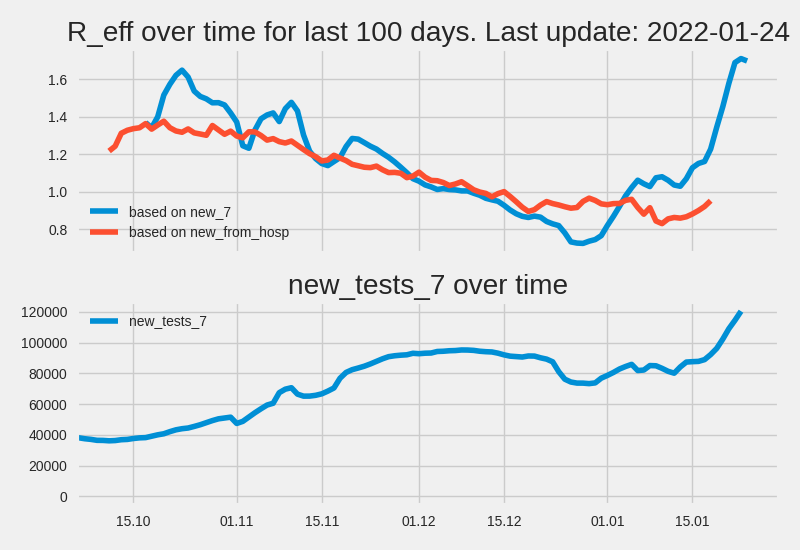 R_eff over time for last 100 days. Last update: 2022-01-24
1.6
1.4
1.2
1.0
0.8
based on new_7
based on new_from_hosp
new_tests_7 over time
120000
100000
80000
60000
40000
20000
0
new_tests_7
15.10 01.11 15.11 01.12 15.12 01.01 15.01